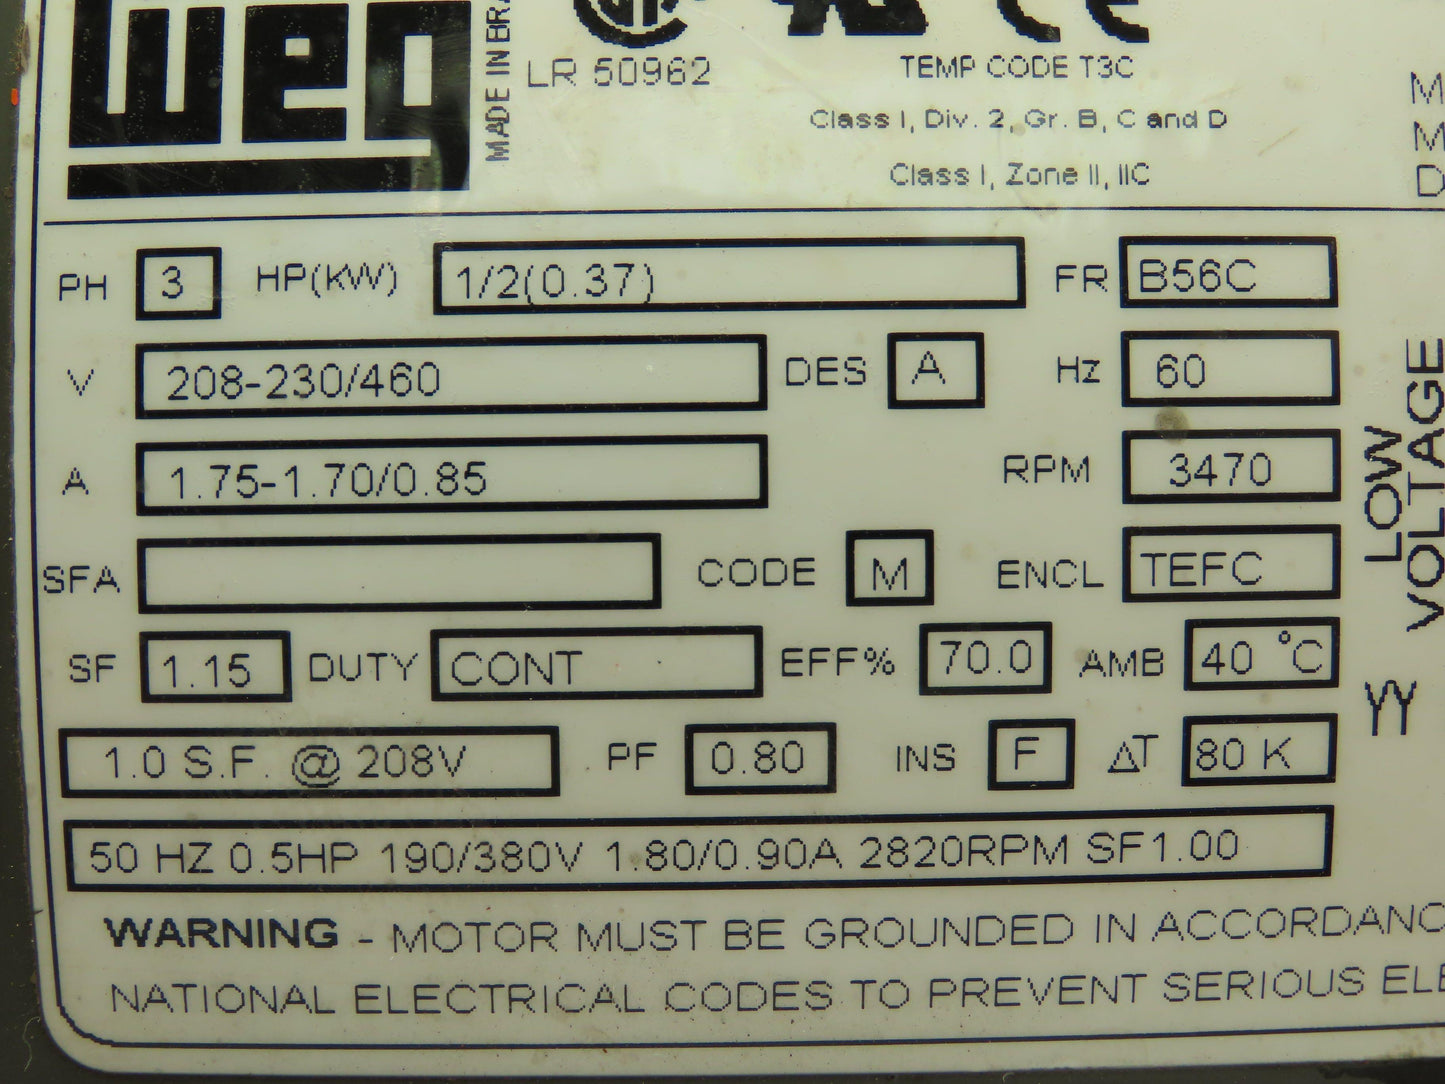 weg
MADE IN
LR 50962
TEMP CODE T3C
Class I, Div. 2, Gr. B, C and D
Class I, Zone II, IIC
PH 3 HP(KW) 1/2(0.37) FR B56C
V 208-230/460 DES A Hz 60
A 1.75-1.70/0.85 RPM 3470
SFA CODE M ENCL TEFC
SF 1.15 DUTY CONT EFF% 70.0 AMB 40 °C
1.0 S.F. @ 208V PF 0.80 INS F ΔT 80 K
50 HZ 0.5HP 190/380V 1.80/0.90A 2820RPM SF1.00
WARNING - MOTOR MUST BE GROUNDED IN
NATIONAL ELECTRICAL CODES TO PREVENT SERIOUS
LOW
VOLTAGE
YY